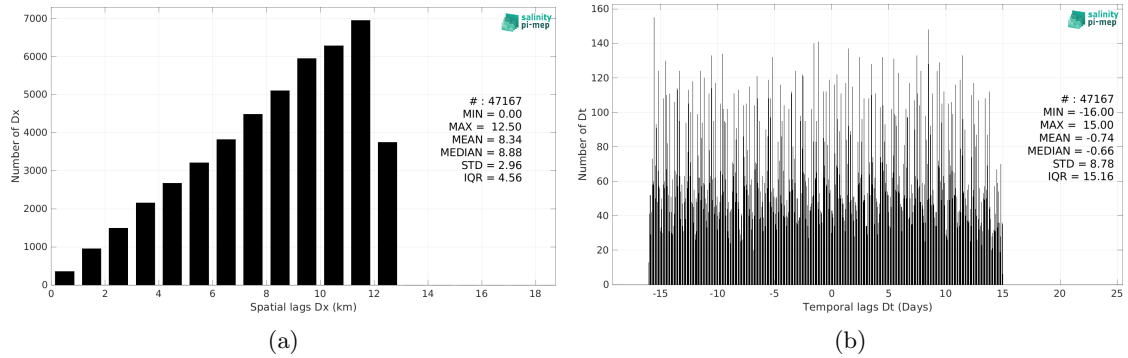 7000
6000
5000
4000
3000
2000
1000
0
Number of Dx
0 2 4 6 8 10 12 14 16 18
Spatial lags Dx (km)
salinity
pi-mep
# : 47167
MIN = 0.00
MAX = 12.50
MEAN = 8.34
MEDIAN = 8.88
STD = 2.96
IQR = 4.56
(a)
160
140
120
100
80
60
40
20
0
Number of Dt
-15 -10 -5 0 5 10 15 20 25
Temporal lags Dt (Days)
salinity
pi-mep
# : 47167
MIN = -16.00
MAX = 15.00
MEAN = -0.74
MEDIAN = -0.66
STD = 8.78
IQR = 15.16
(b)